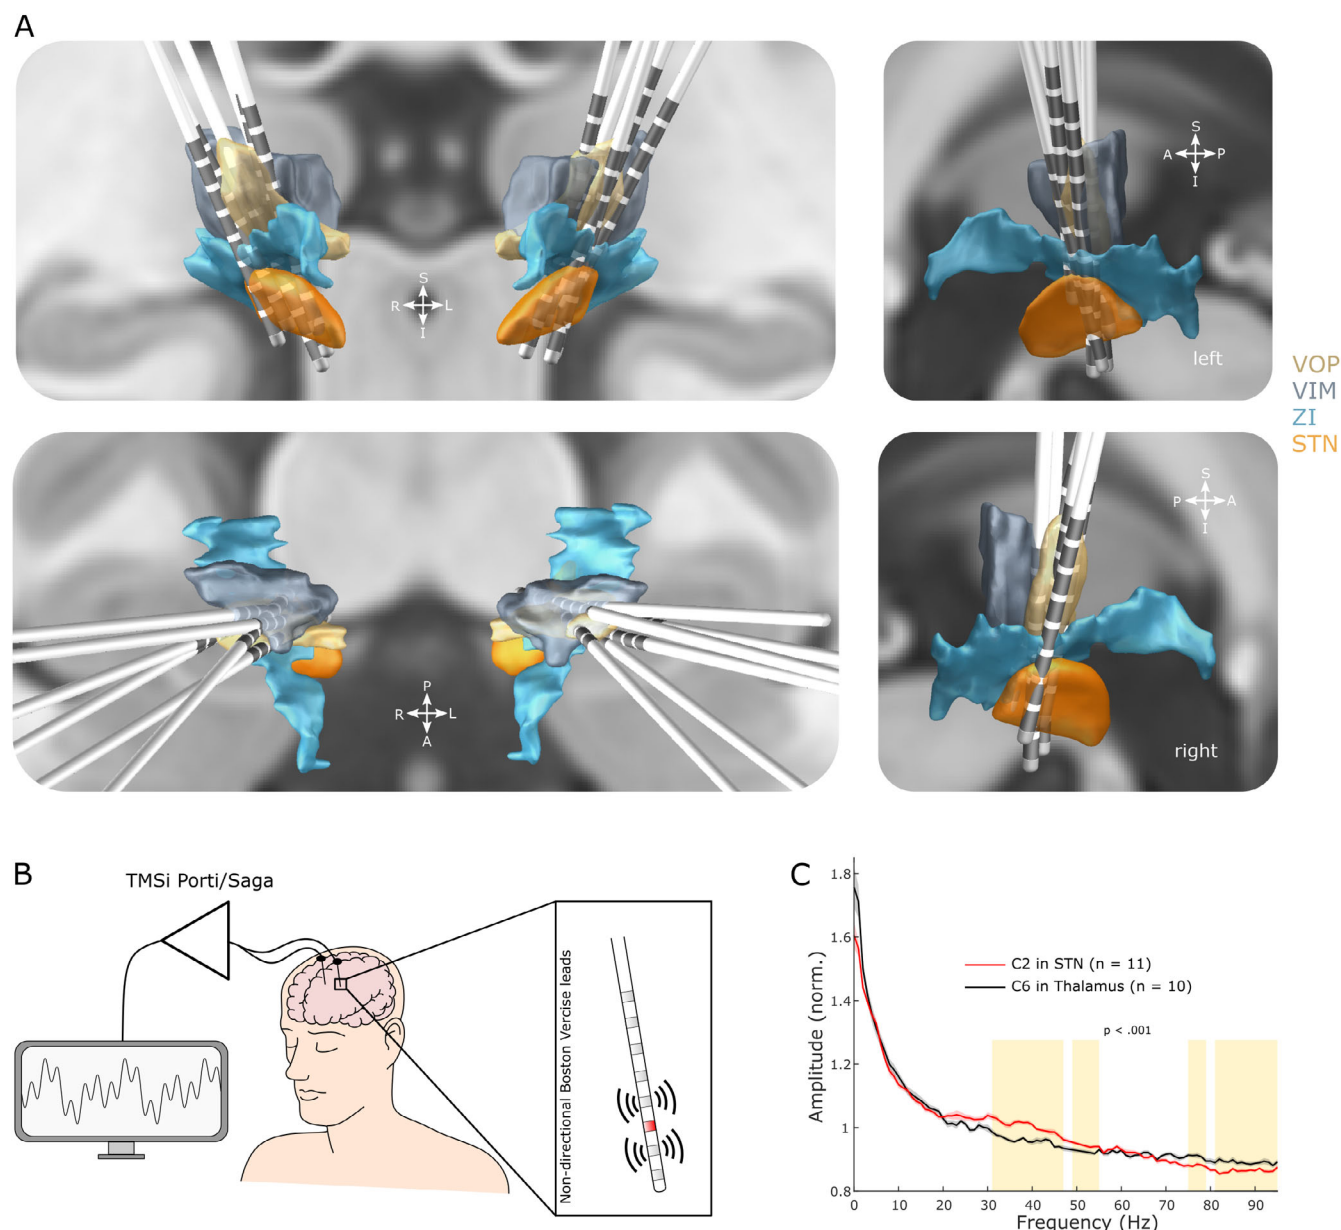 A
S
R L
I
S
A P
I
left
VOP
VIM
ZI
STN
P
R L
A
S
P A
I
right
B
TMSi Porti/Saga
Non-directional Boston Vercise leads
C
Amplitude (norm.)
1.8
1.6
1.4
1.2
1
0.8
C2 in STN (n = 11)
C6 in Thalamus (n = 10)
p < .001
0 10 20 30 40 50 60 70 80 90
Frequency (Hz)